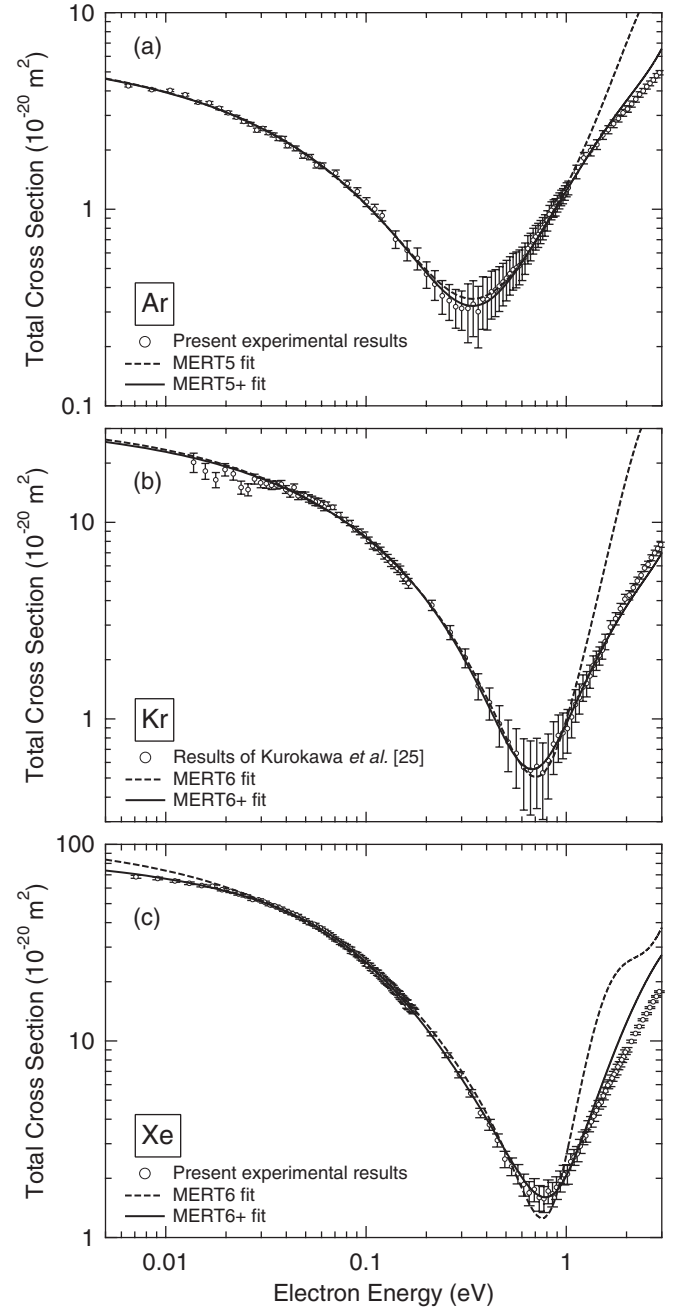 10
(a)
Total Cross Section (10⁻²⁰ m²)
1
Ar
Present experimental results
MERT5 fit
MERT5+ fit
0.1
(b)
10
Total Cross Section (10⁻²⁰ m²)
1
Kr
Results of Kurokawa et al. [25]
MERT6 fit
MERT6+ fit
100
(c)
Total Cross Section (10⁻²⁰ m²)
10
Xe
Present experimental results
MERT6 fit
MERT6+ fit
1
0.01 0.1 1
Electron Energy (eV)